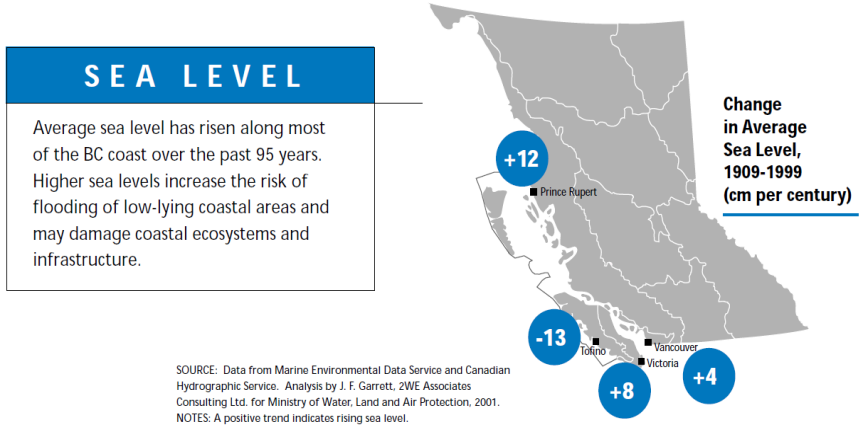 SEA LEVEL
Average sea level has risen along most
of the BC coast over the past 95 years.
Higher sea levels increase the risk of
flooding of low-lying coastal areas and
may damage coastal ecosystems and
infrastructure.
Change
in Average
Sea Level,
1909-1999
(cm per century)
+12
Prince Rupert
-13
Tofino
Vancouver
Victoria
+4
+8
SOURCE: Data from Marine Environmental Data Service and Canadian
Hydrographic Service. Analysis by J. F. Garrett, 2WE Associates
Consulting Ltd. for Ministry of Water, Land and Air Protection, 2001.
NOTES: A positive trend indicates rising sea level.